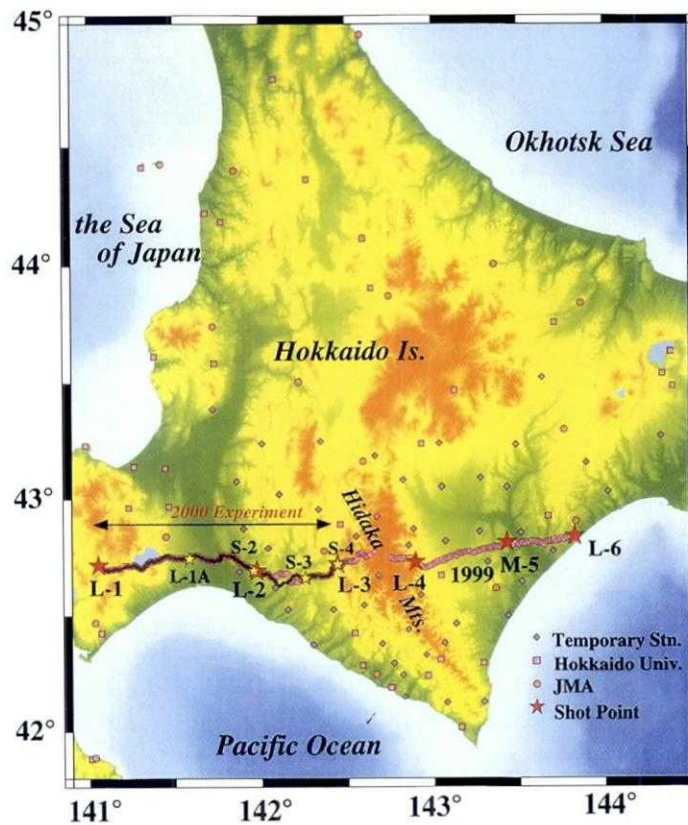 45°
Okhotsk Sea
the Sea
of Japan
44°
Hokkaido Is.
43°
Hidaka
Mts.
2000 Experiment
S-2
S-4
S-3
L-1
L-1A
L-2
L-3
L-4
1999
M-5
L-6
Temporary Stn.
Hokkaido Univ.
JMA
Shot Point
42°
Pacific Ocean
141°
142°
143°
144°